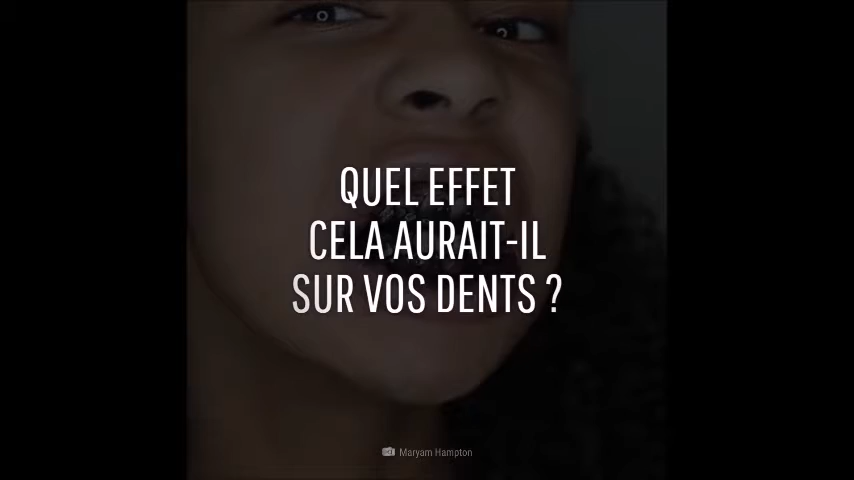 QUEL EFFET
CELA AURAIT-IL
SUR VOS DENTS ?
Maryam Hampton